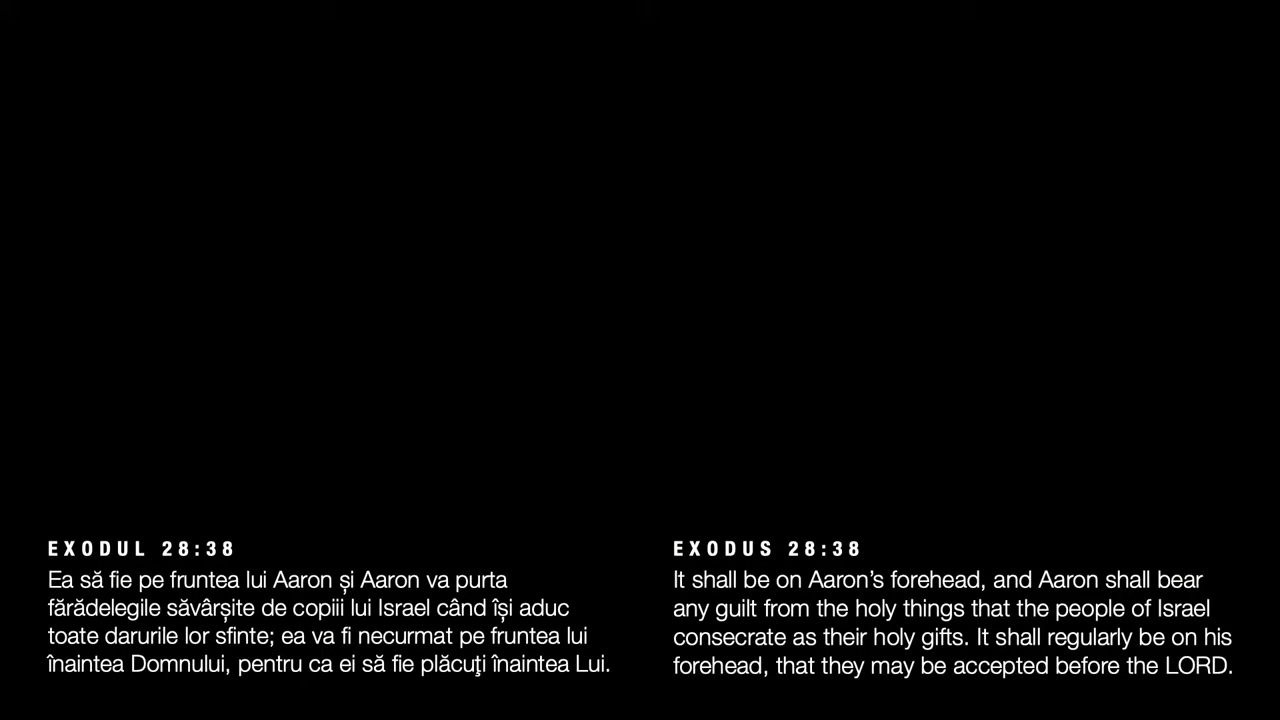 EXODUL 28:38
Ea să fie pe fruntea lui Aaron și Aaron va purta
fărădelegile săvârșite de copiii lui Israel când își aduc
toate darurile lor sfinte; ea va fi necurmat pe fruntea lui
înaintea Domnului, pentru ca ei să fie plăcuţi înaintea Lui.
EXODUS 28:38
It shall be on Aaron’s forehead, and Aaron shall bear
any guilt from the holy things that the people of Israel
consecrate as their holy gifts. It shall regularly be on his
forehead, that they may be accepted before the LORD.